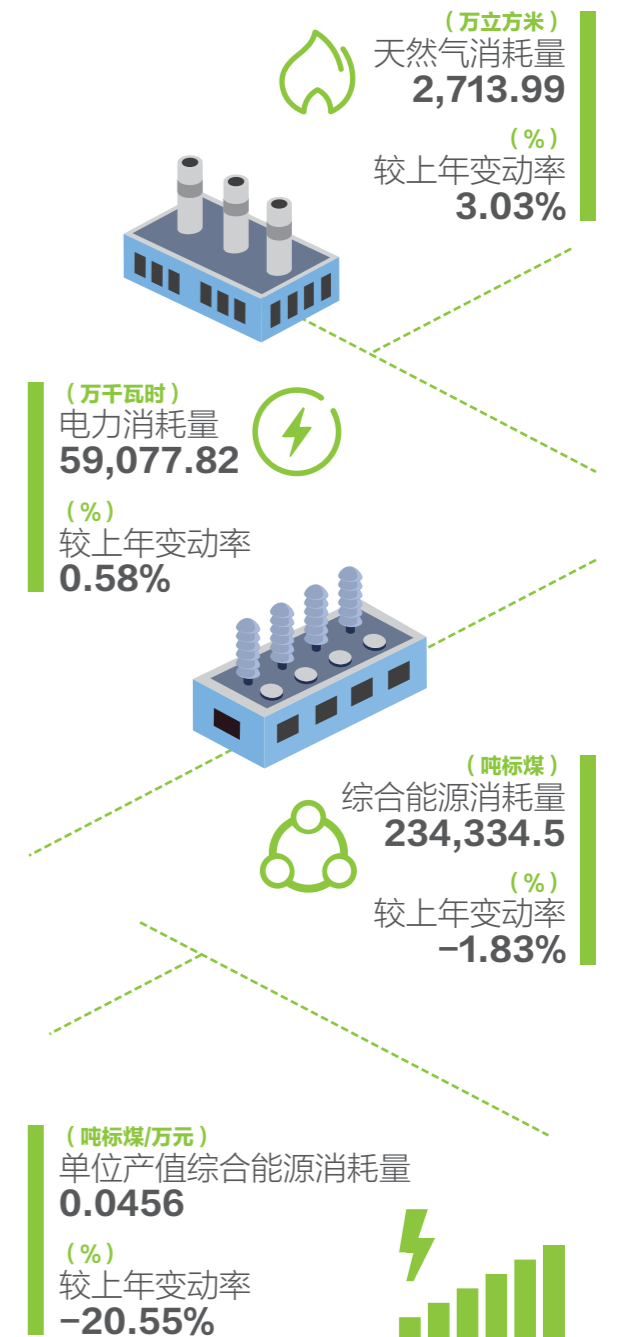 （万立方米）
天然气消耗量
2,713.99
（%）
较上年变动率
3.03%
（万千瓦时）
电力消耗量
59,077.82
（%）
较上年变动率
0.58%
（吨标煤）
综合能源消耗量
234,334.5
（%）
较上年变动率
−1.83%
（吨标煤/万元）
单位产值综合能源消耗量
0.0456
（%）
较上年变动率
−20.55%